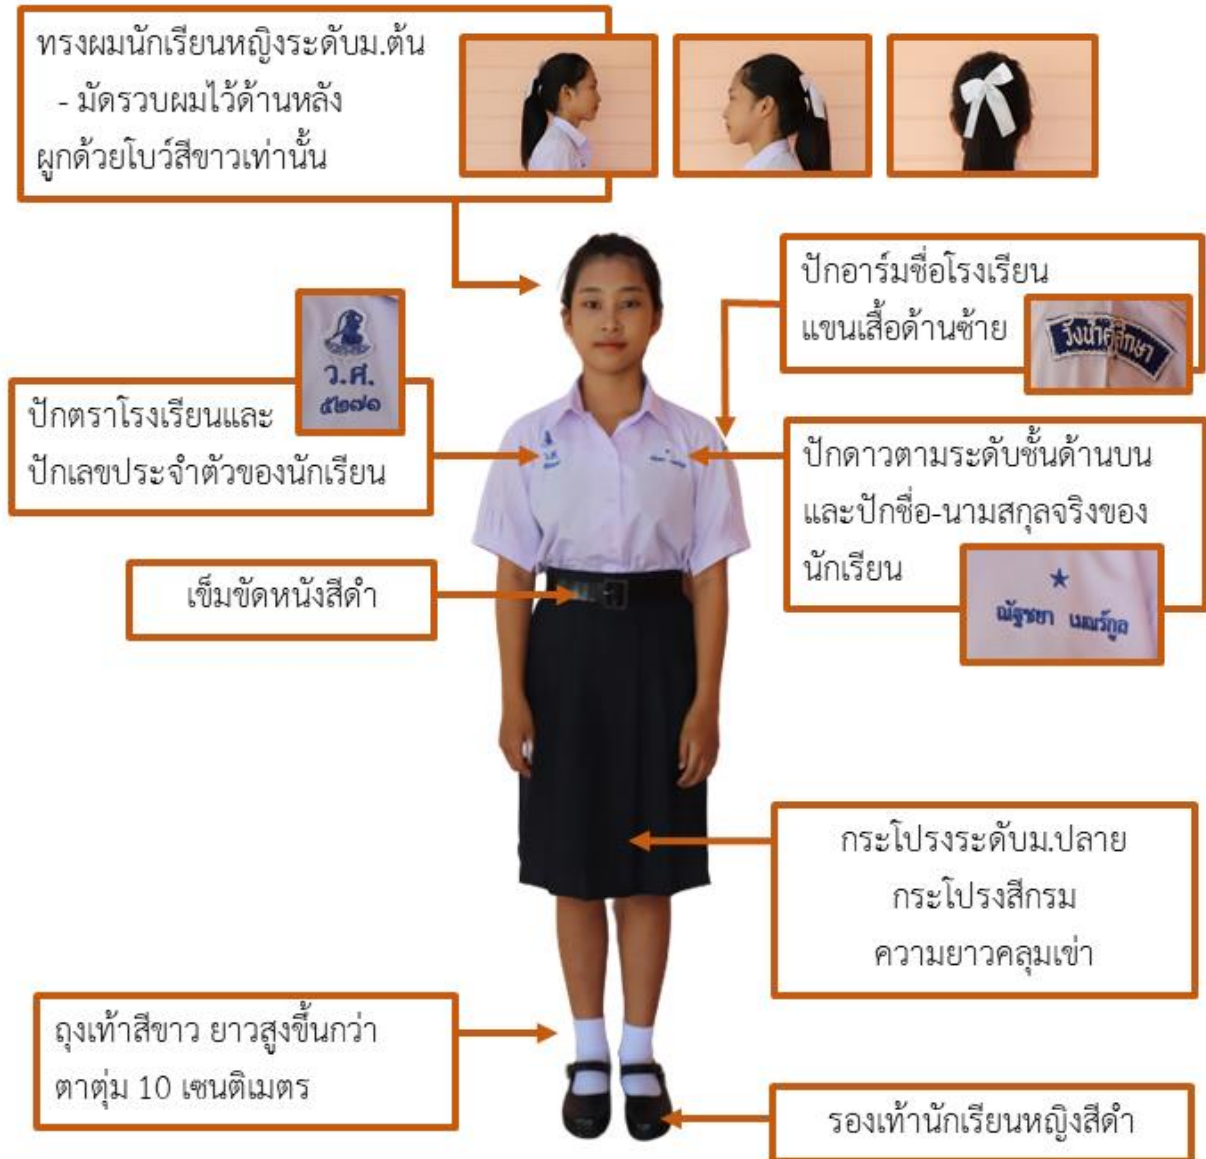 ทรงผมนักเรียนหญิงระดับม.ต้น
- มัดรวบผมไว้ด้านหลัง
ผูกด้วยโบว์สีขาวเท่านั้น
ปักอาร์มชื่อโรงเรียน
แขนเสื้อด้านซ้าย
วังน้ำคู้ศึกษา
ว.ศ.
๕๒๗๑
ปักตราโรงเรียนและ
ปักเลขประจำตัวของนักเรียน
ปักดาวตามระดับชั้นด้านบน
และปักชื่อ-นามสกุลจริงของ
นักเรียน
ณัฐชยา เมณร์กูล
เข็มขัดหนังสีดำ
กระโปรงระดับม.ปลาย
กระโปรงสีกรม
ความยาวคลุมเข่า
ถุงเท้าสีขาว ยาวสูงขึ้นกว่า
ตาตุ่ม 10 เซนติเมตร
รองเท้านักเรียนหญิงสีดำ